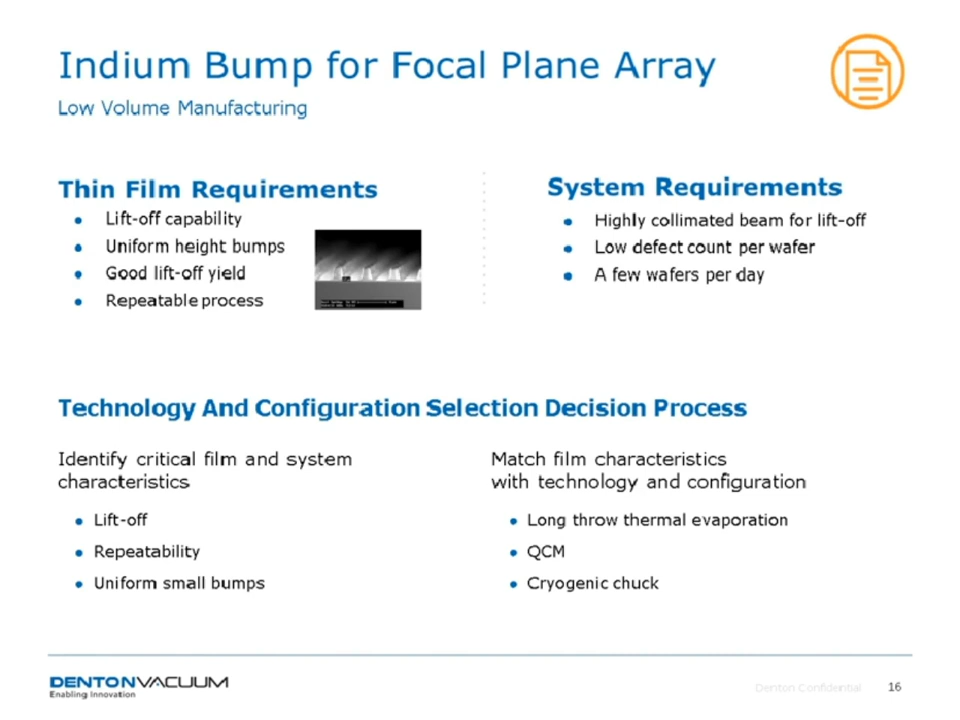 Indium Bump for Focal Plane Array
Low Volume Manufacturing
Thin Film Requirements
Lift-off capability
Uniform height bumps
Good lift-off yield
Repeatable process
System Requirements
Highly collimated beam for lift-off
Low defect count per wafer
A few wafers per day
Technology And Configuration Selection Decision Process
Identify critical film and system
characteristics
Lift-off
Repeatability
Uniform small bumps
Match film characteristics
with technology and configuration
Long throw thermal evaporation
QCM
Cryogenic chuck
DENTONVACUUM
Enabling Innovation
Denton Confidential
16